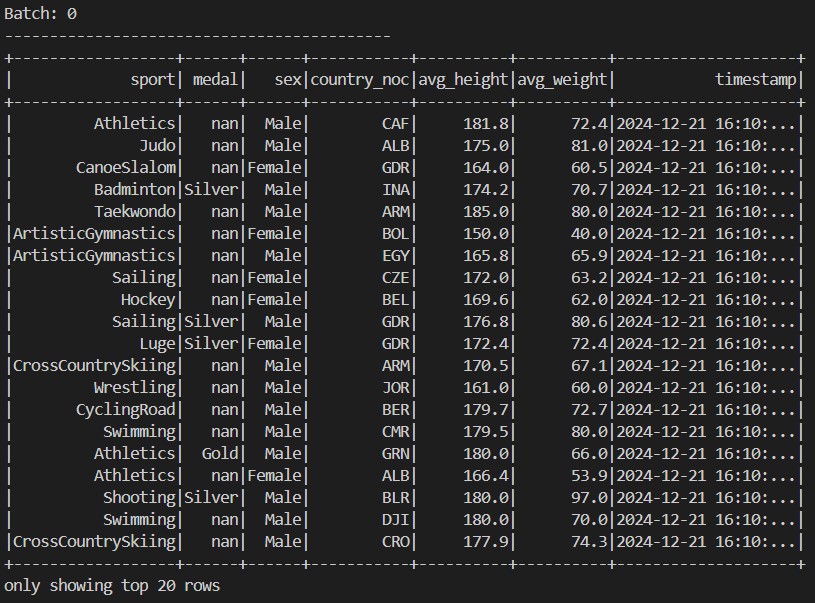 Batch: 0
-------------------------------------------
+------------------+------+------+-----------+----------+----------+--------------------+
|             sport| medal|   sex|country_noc|avg_height|avg_weight|           timestamp|
+------------------+------+------+-----------+----------+----------+--------------------+
|         Athletics|   nan|  Male|        CAF|     181.8|      72.4|2024-12-21 16:10:...|
|              Judo|   nan|  Male|        ALB|     175.0|      81.0|2024-12-21 16:10:...|
|       CanoeSlalom|   nan|Female|        GDR|     164.0|      60.5|2024-12-21 16:10:...|
|         Badminton|Silver|  Male|        INA|     174.2|      70.7|2024-12-21 16:10:...|
|         Taekwondo|   nan|  Male|        ARM|     185.0|      80.0|2024-12-21 16:10:...|
|ArtisticGymnastics|   nan|Female|        BOL|     150.0|      40.0|2024-12-21 16:10:...|
|ArtisticGymnastics|   nan|  Male|        EGY|     165.8|      65.9|2024-12-21 16:10:...|
|           Sailing|   nan|Female|        CZE|     172.0|      63.2|2024-12-21 16:10:...|
|            Hockey|   nan|Female|        BEL|     169.6|      62.0|2024-12-21 16:10:...|
|           Sailing|Silver|  Male|        GDR|     176.8|      80.6|2024-12-21 16:10:...|
|              Luge|Silver|Female|        GDR|     172.4|      72.4|2024-12-21 16:10:...|
|CrossCountrySkiing|   nan|  Male|        ARM|     170.5|      67.1|2024-12-21 16:10:...|
|         Wrestling|   nan|  Male|        JOR|     161.0|      60.0|2024-12-21 16:10:...|
|       CyclingRoad|   nan|  Male|        BER|     179.7|      72.7|2024-12-21 16:10:...|
|          Swimming|   nan|  Male|        CMR|     179.5|      80.0|2024-12-21 16:10:...|
|         Athletics|  Gold|  Male|        GRN|     180.0|      66.0|2024-12-21 16:10:...|
|         Athletics|   nan|Female|        ALB|     166.4|      53.9|2024-12-21 16:10:...|
|          Shooting|Silver|  Male|        BLR|     180.0|      97.0|2024-12-21 16:10:...|
|          Swimming|   nan|  Male|        DJI|     180.0|      70.0|2024-12-21 16:10:...|
|CrossCountrySkiing|   nan|  Male|        CRO|     177.9|      74.3|2024-12-21 16:10:...|
+------------------+------+------+-----------+----------+----------+--------------------+
only showing top 20 rows